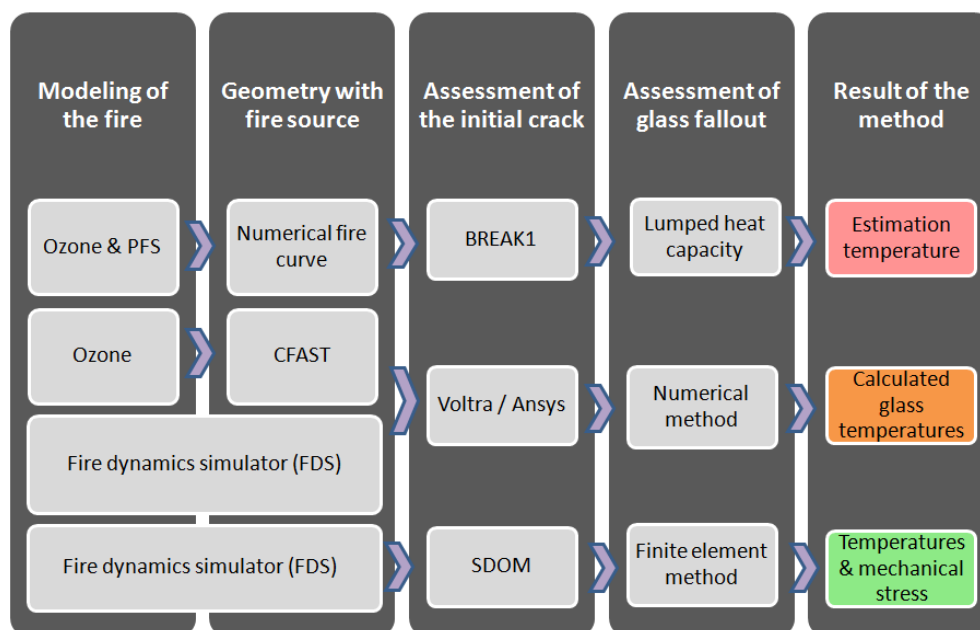 Modeling of
the fire
Geometry with
fire source
Assessment of
the initial crack
Assessment of
glass fallout
Result of the
method
Ozone & PFS
Numerical fire
curve
BREAK1
Lumped heat
capacity
Estimation
temperature
Ozone
CFAST
Voltra / Ansys
Numerical
method
Calculated
glass
temperatures
Fire dynamics simulator (FDS)
Fire dynamics simulator (FDS)
SDOM
Finite element
method
Temperatures
& mechanical
stress